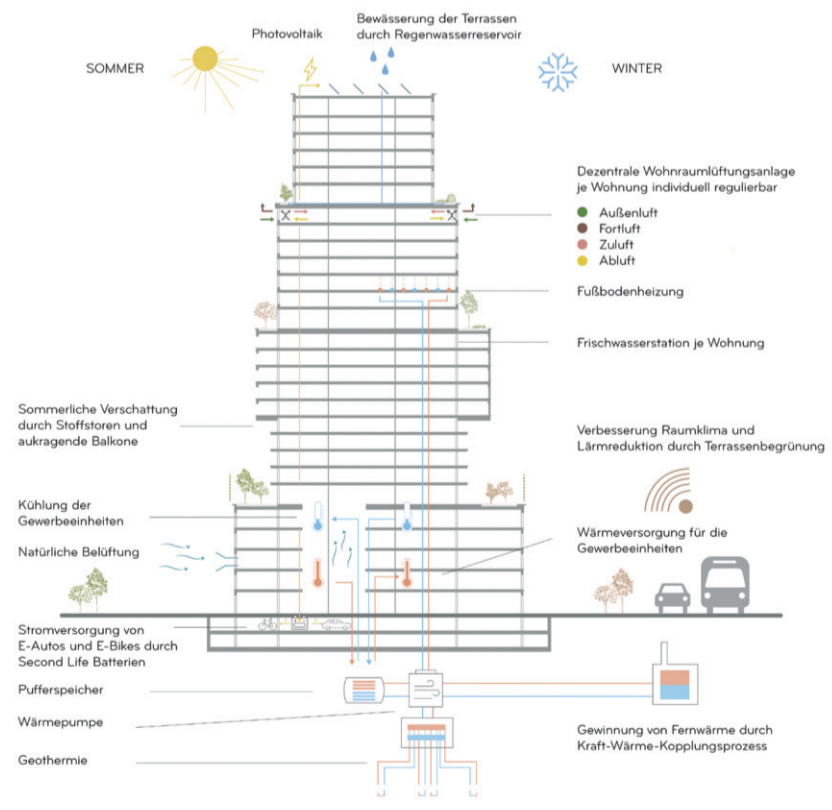 Bewässerung der Terrassen
durch Regenwasserreservoir
Photovoltaik
SOMMER
WINTER
Dezentrale Wohnraumlüftungsanlage
je Wohnung individuell regulierbar
Außenluft
Fortluft
Zuluft
Abluft
Fußbodenheizung
Frischwasserstation je Wohnung
Sommerliche Verschattung
durch Stoffstoren und
aukragende Balkone
Verbesserung Raumklima und
Lärmreduktion durch Terrassenbegrünung
Kühlung der
Gewerbeeinheiten
Natürliche Belüftung
Wärmeversorgung für die
Gewerbeeinheiten
Stromversorgung von
E-Autos und E-Bikes durch
Second Life Batterien
Pufferspeicher
Wärmepumpe
Geothermie
Gewinnung von Fernwärme durch
Kraft-Wärme-Kopplungsprozess